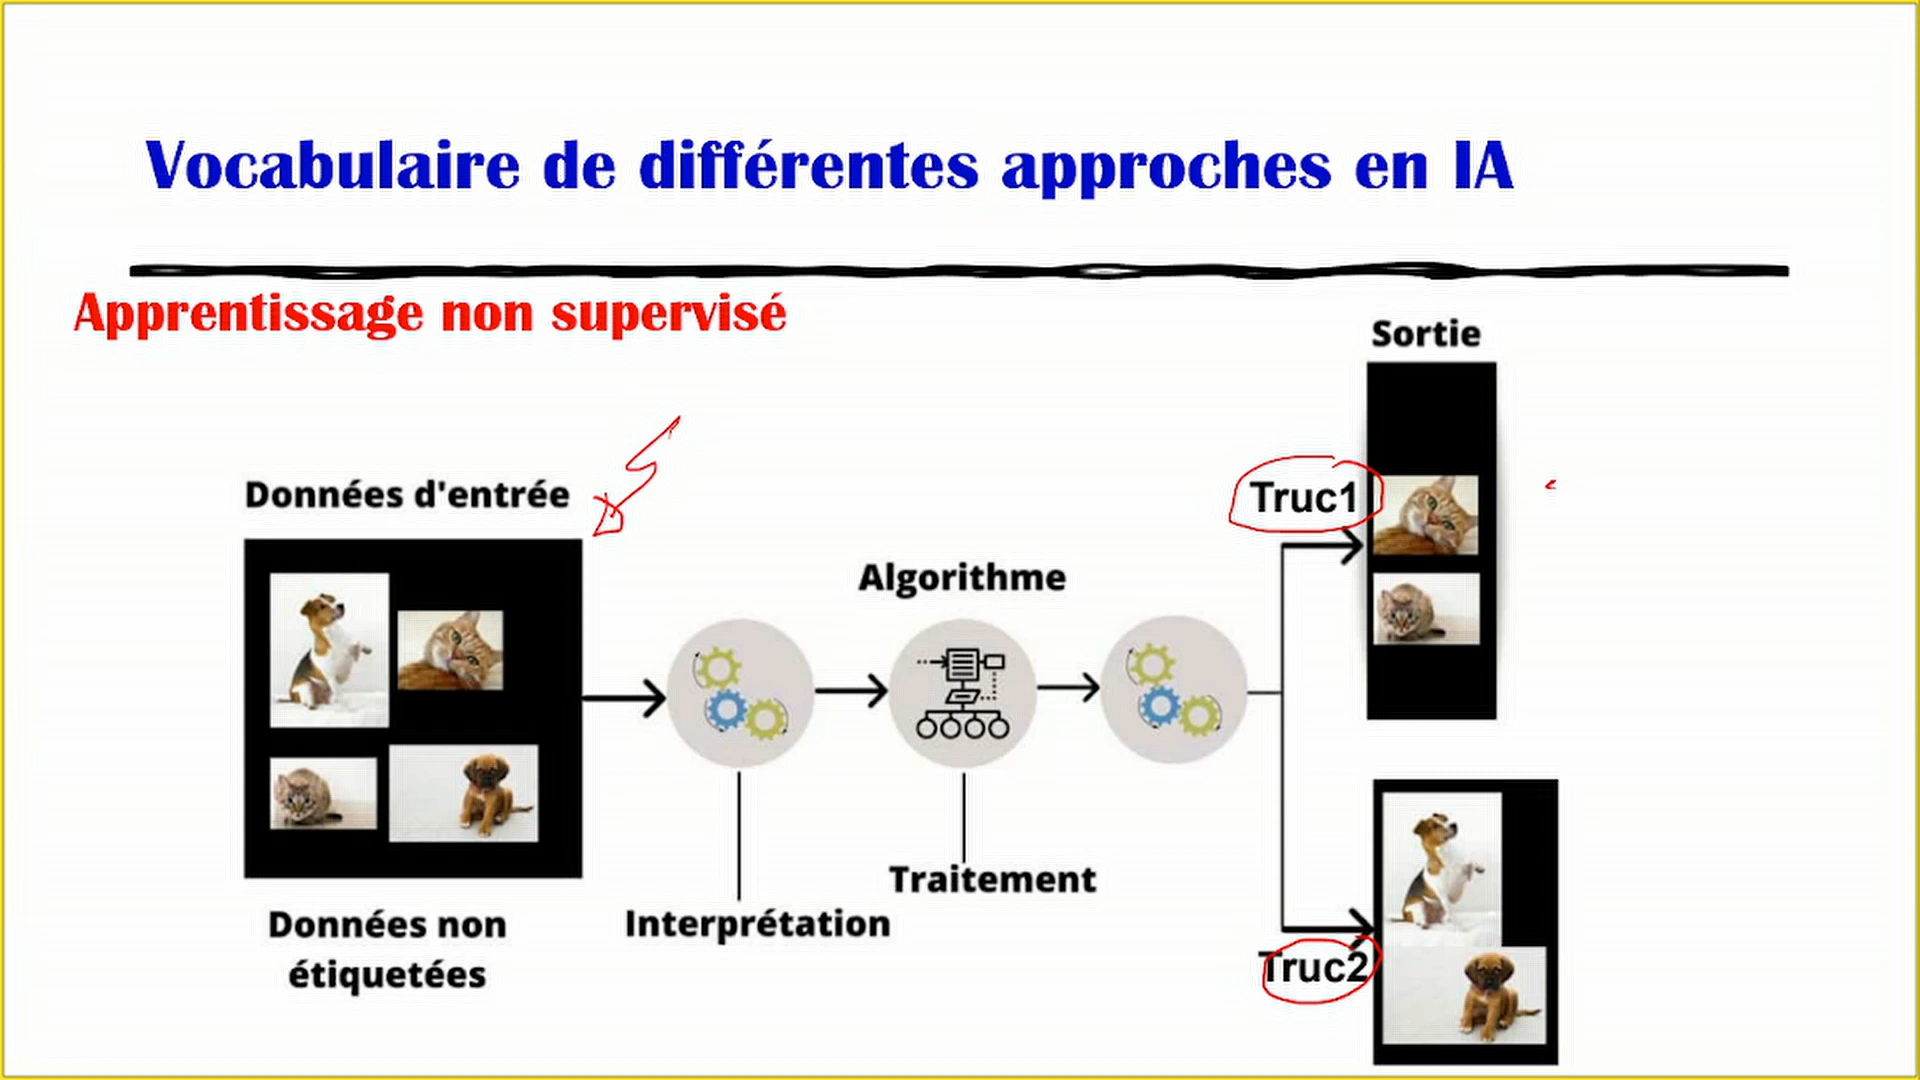 Vocabulaire de différentes approches en IA
Apprentissage non supervisé
Sortie
Données d'entrée
Truc1
Algorithme
Traitement
Interprétation
Données non
étiquetées
Truc2